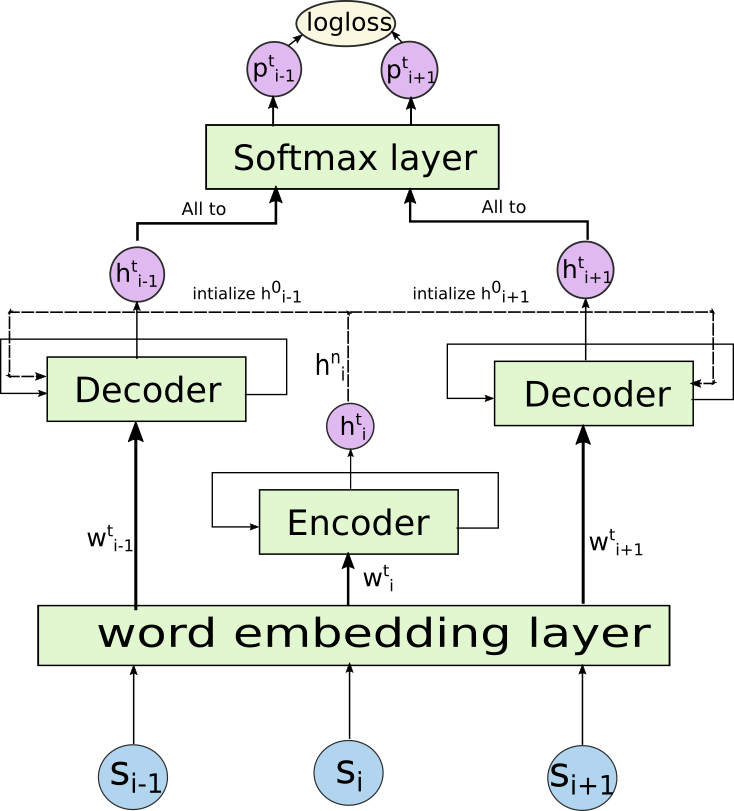 logloss
p^t_{i-1} p^t_{i+1}
Softmax layer
All to All to
h^t_{i-1} h^t_{i+1}
intialize h^0_{i-1} intialize h^0_{i+1}
h^n_i
Decoder Decoder
h^t_i
Encoder
w^t_{i-1} w^t_i w^t_{i+1}
word embedding layer
s_{i-1} s_i s_{i+1}